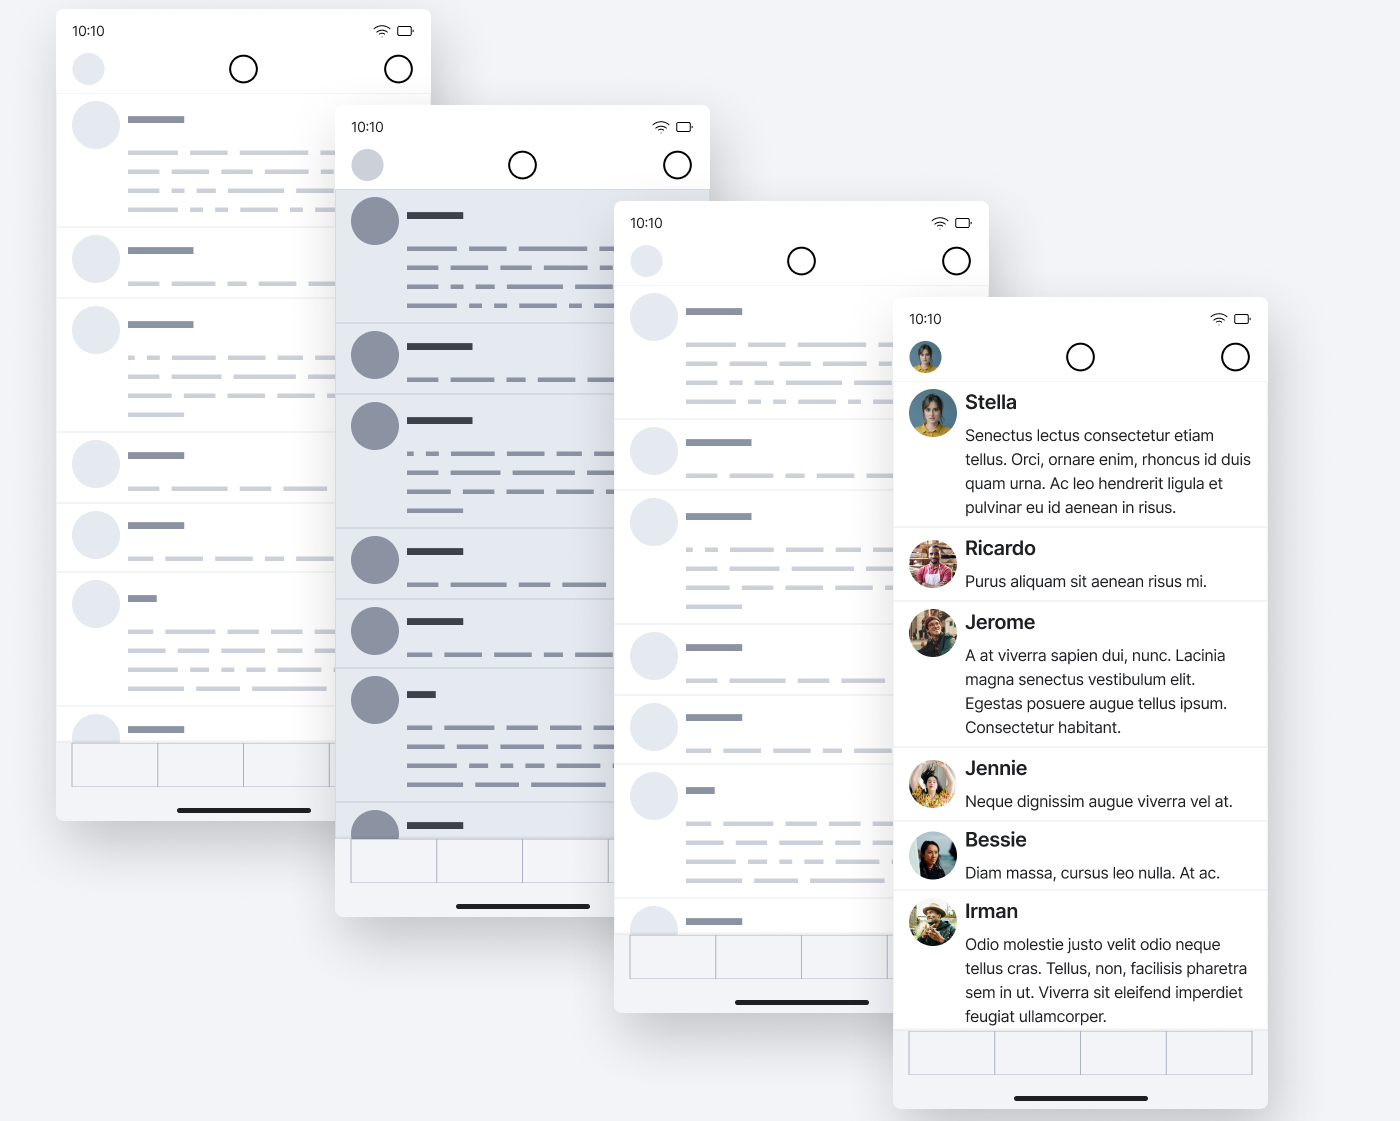 10:10
10:10
10:10
10:10
Stella
Senectus lectus consectetur etiam
tellus. Orci, ornare enim, rhoncus id duis
quam urna. Ac leo hendrerit ligula et
pulvinar eu id aenean in risus.
Ricardo
Purus aliquam sit aenean risus mi.
Jerome
A at viverra sapien dui, nunc. Lacinia
magna senectus vestibulum elit.
Egestas posuere augue tellus ipsum.
Consectetur habitant.
Jennie
Neque dignissim augue viverra vel at.
Bessie
Diam massa, cursus leo nulla. At ac.
Irman
Odio molestie justo velit odio neque
tellus cras. Tellus, non, facilisis pharetra
sem in ut. Viverra sit eleifend imperdiet
feugiat ullamcorper.